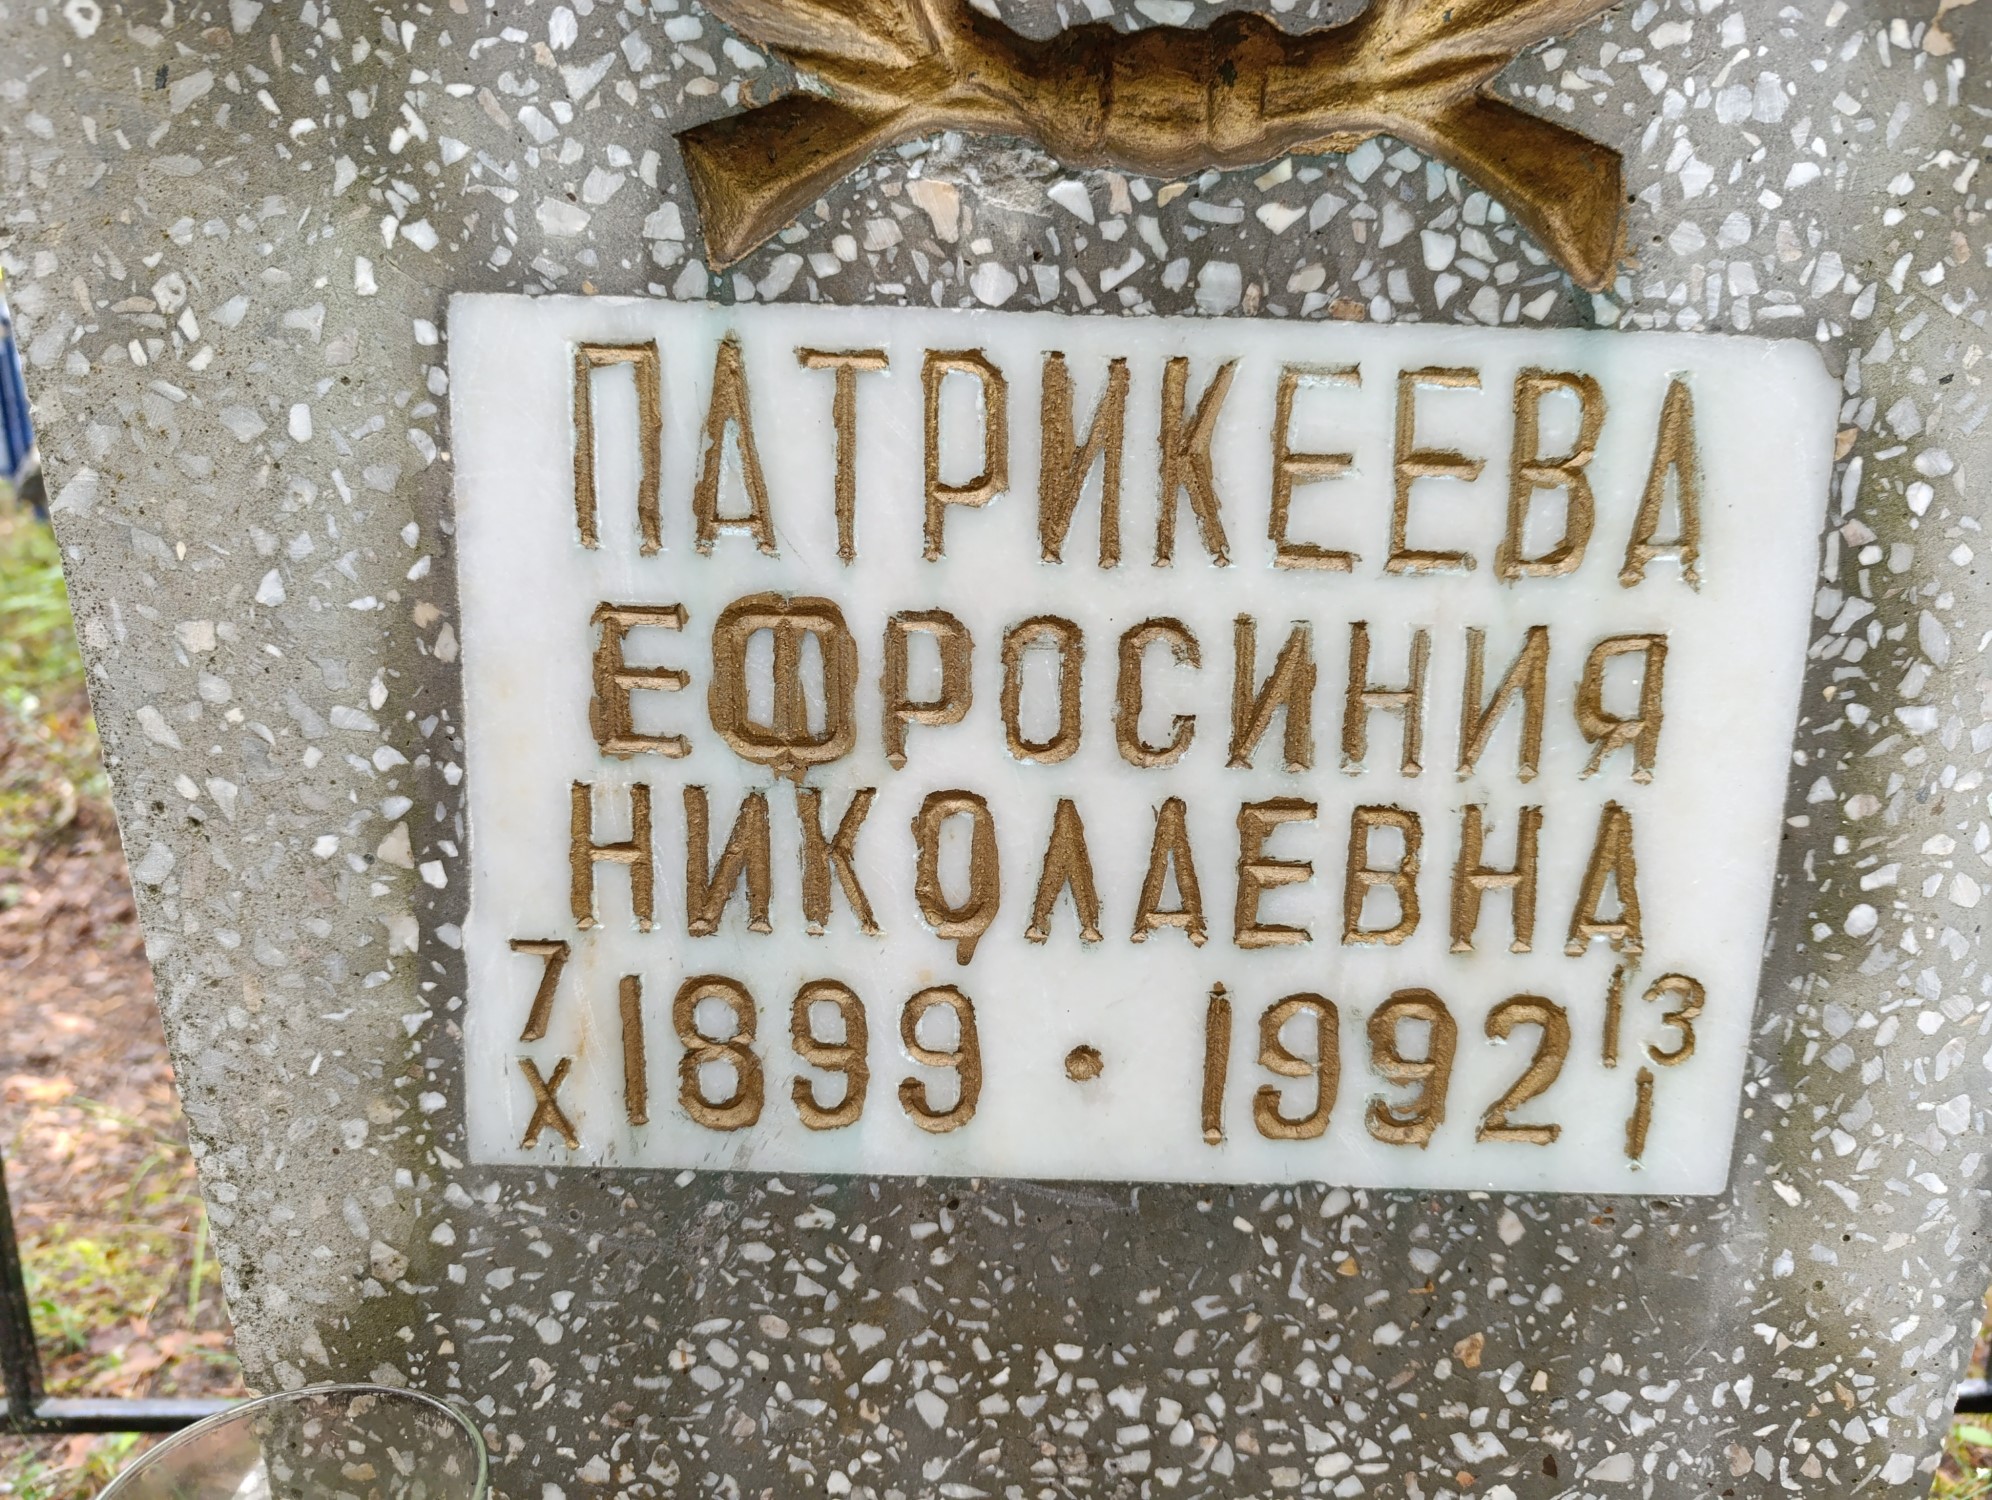 ПАТРИКЕЕВА
ЕФРОСИНИЯ
НИКОЛАЕВНА
7/X 1899 • 1992 13/I